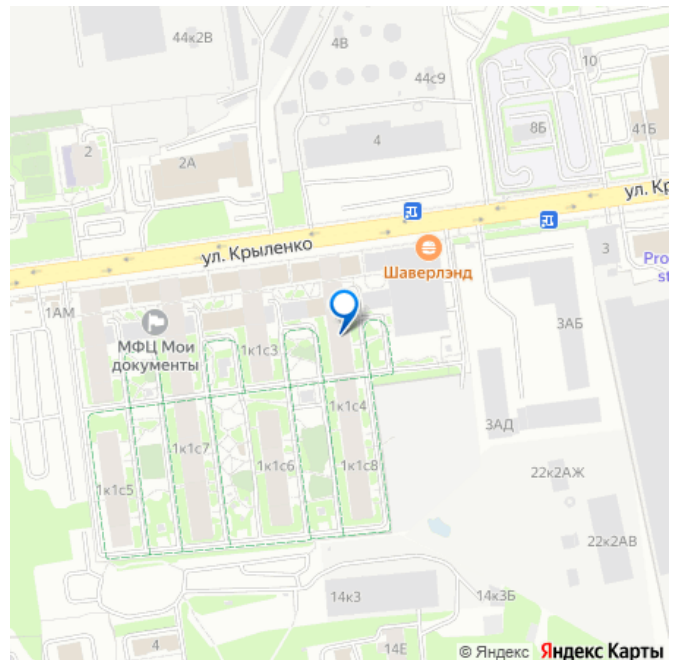 44к2В
4В
10
44с9
8Б
41Б
4
2
2А
ул. Кр
ул. Крыленко
3
Шаверлэнд
Pro
st
1АМ
МФЦ Мои
документы
1к1с3
3АБ
1к1с4
3АД
1к1с7
1к1с6
1к1с8
22к2АЖ
1к1с5
22к2АВ
14к3
14к3Б
4
14Е
© Яндекс Яндекс Карты